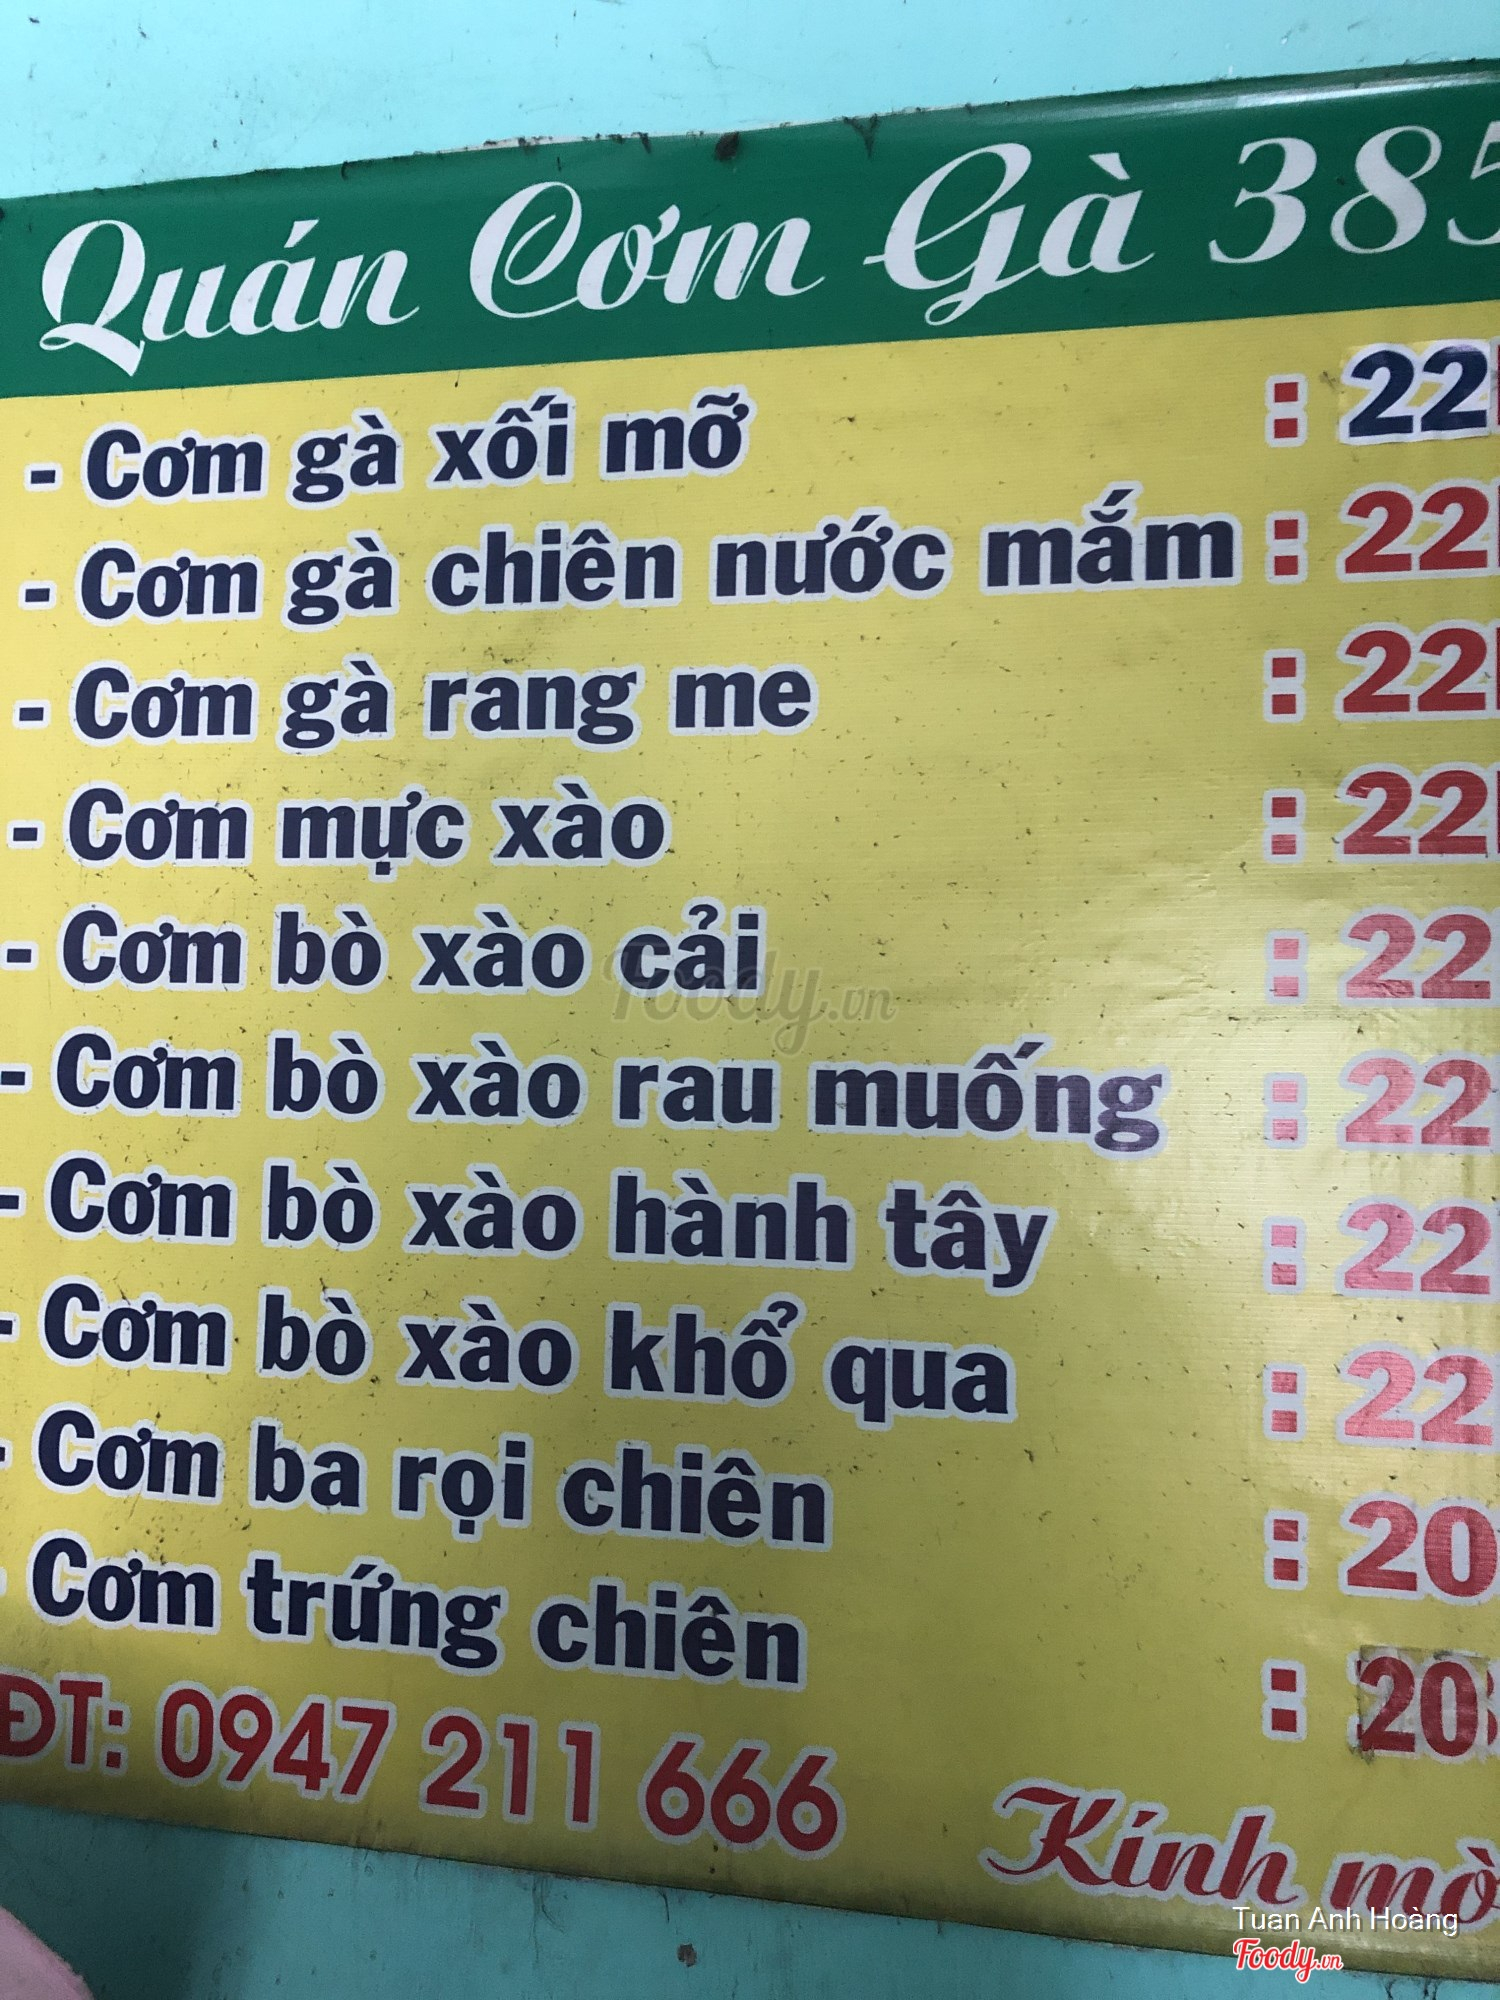 Quán Cơm Gà 385
- Cơm gà xối mỡ : 22
- Cơm gà chiên nước mắm : 22
- Cơm gà rang me : 22
- Cơm mực xào : 22
- Cơm bò xào cải : 22
- Cơm bò xào rau muống : 22
- Cơm bò xào hành tây : 22
- Cơm bò xào khổ qua : 22
- Cơm ba rọi chiên : 20
- Cơm trứng chiên : 20
ĐT: 0947 211 666
Kính mờ
Foody.vn
Tuan Anh Hoàng
Foody.vn